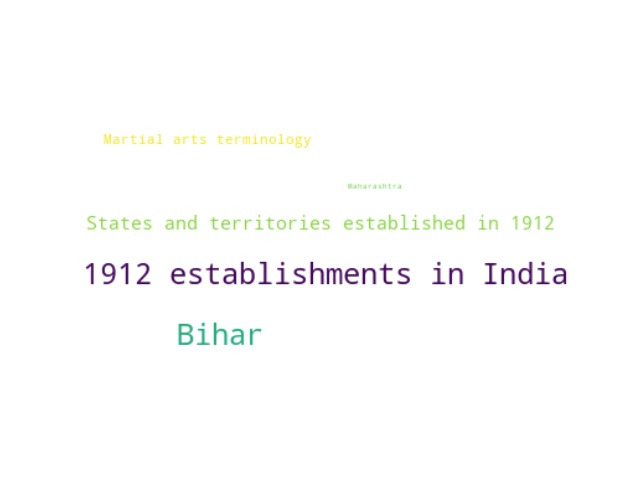 Martial arts terminology
Maharashtra
States and territories established in 1912
1912 establishments in India
Bihar